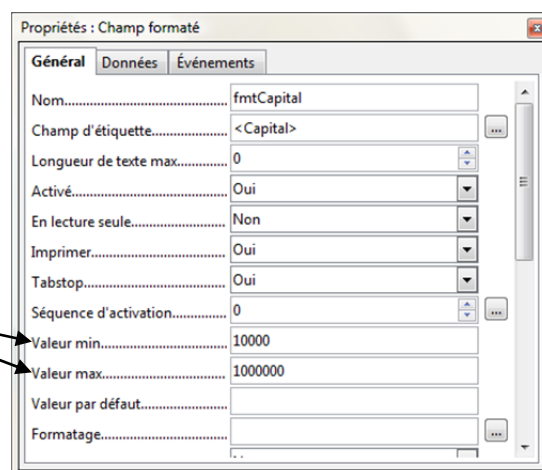 Propriétés : Champ formaté
Général Données Événements
Nom........................................ fmtCapital
Champ d'étiquette........................ <Capital> ...
Longueur de texte max............. 0
Activé...................................... Oui
En lecture seule......................... Non
Imprimer................................... Oui
Tabstop.................................... Oui
Séquence d'activation............... 0 ...
Valeur min................................ 10000
Valeur max............................... 1000000
Valeur par défaut......................
Formatage................................. ...